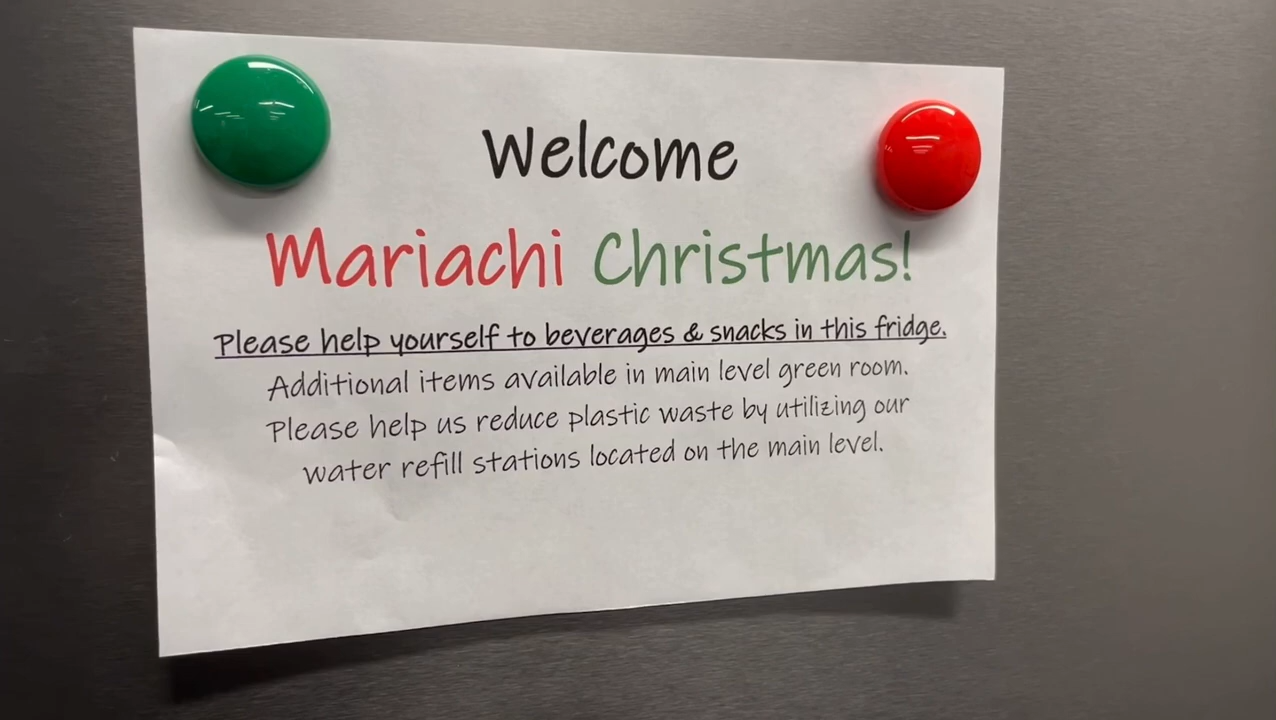 Welcome
Mariachi Christmas!
Please help yourself to beverages & snacks in this fridge.
Additional items available in main level green room.
Please help us reduce plastic waste by utilizing our
water refill stations located on the main level.